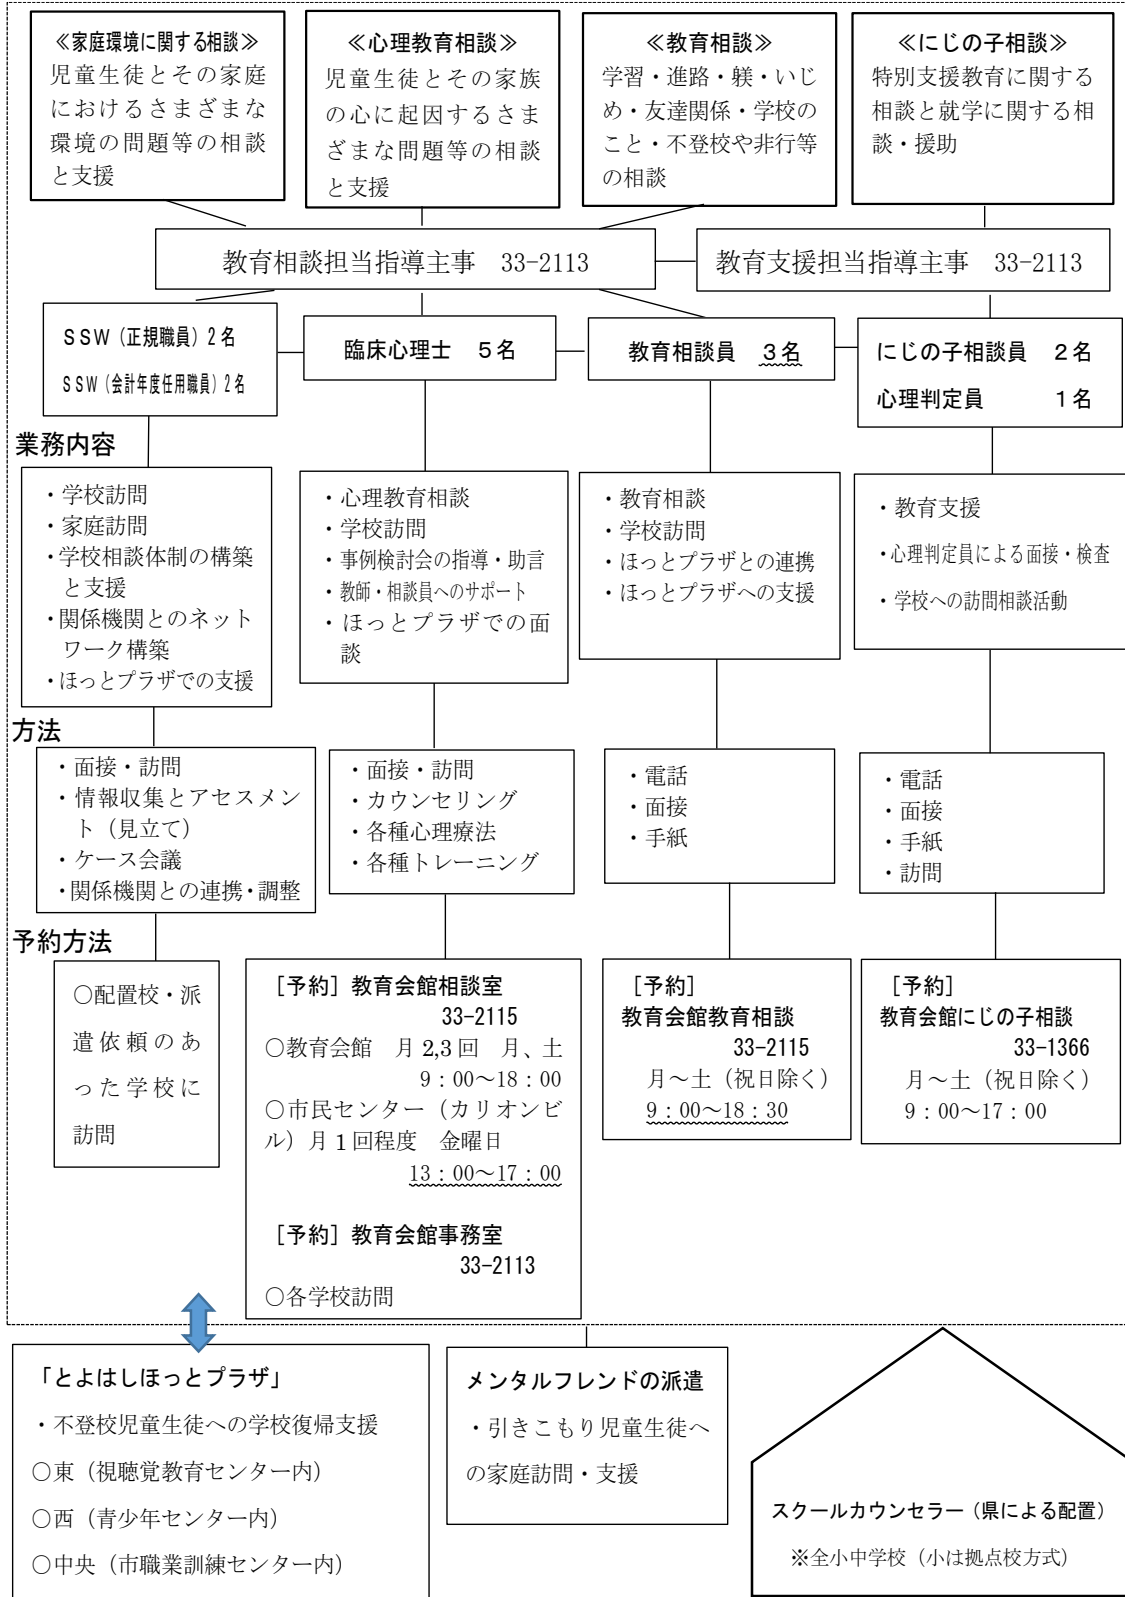 ≪家庭環境に関する相談≫
児童生徒とその家庭
におけるさまざまな
環境の問題等の相談
と支援
≪心理教育相談≫
児童生徒とその家族
の心に起因するさま
ざまな問題等の相談
と支援
≪教育相談≫
学習・進路・躾・いじ
め・友達関係・学校の
こと・不登校や非行等
の相談
≪にじの子相談≫
特別支援教育に関する
相談と就学に関する相
談・援助
教育相談担当指導主事 33-2113
教育支援担当指導主事 33-2113
SSW（正規職員）2名
SSW（会計年度任用職員）2名
臨床心理士 5名
教育相談員 3名
にじの子相談員 2名
心理判定員 1名
業務内容
・学校訪問
・家庭訪問
・学校相談体制の構築
と支援
・関係機関とのネット
ワーク構築
・ほっとプラザでの支援
・心理教育相談
・学校訪問
・事例検討会の指導・助言
・教師・相談員へのサポート
・ほっとプラザでの面
談
・教育相談
・学校訪問
・ほっとプラザとの連携
・ほっとプラザへの支援
・教育支援
・心理判定員による面接・検査
・学校への訪問相談活動
方法
・面接・訪問
・情報収集とアセスメン
ト（見立て）
・ケース会議
・関係機関との連携・調整
・面接・訪問
・カウンセリング
・各種心理療法
・各種トレーニング
・電話
・面接
・手紙
・電話
・面接
・手紙
・訪問
予約方法
○配置校・派
遣依頼のあ
った学校に
訪問
［予約］教育会館相談室
33-2115
○教育会館 月2,3回 月、土
9：00～18：00
○市民センター（カリオンビ
ル）月1回程度 金曜日
13：00～17：00
［予約］教育会館事務室
33-2113
○各学校訪問
［予約］
教育会館教育相談
33-2115
月～土（祝日除く）
9：00～18：30
［予約］
教育会館にじの子相談
33-1366
月～土（祝日除く）
9：00～17：00
「とよはしほっとプラザ」
・不登校児童生徒への学校復帰支援
○東（視聴覚教育センター内）
○西（青少年センター内）
○中央（市職業訓練センター内）
メンタルフレンドの派遣
・引きこもり児童生徒へ
の家庭訪問・支援
スクールカウンセラー（県による配置）
※全小中学校（小は拠点校方式）